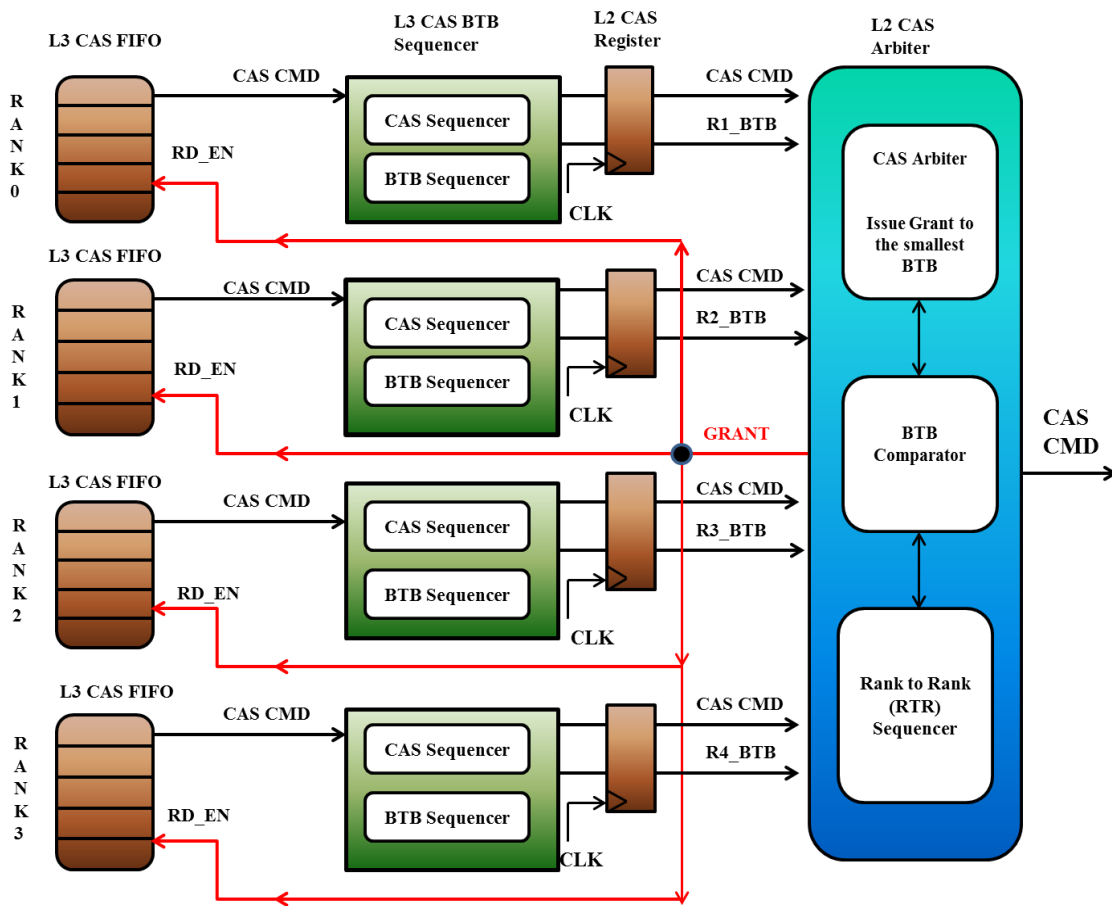 L3 CAS BTB
Sequencer
L2 CAS
Register
L2 CAS
Arbiter
L3 CAS FIFO
R
A
N
K
0
CAS CMD
RD_EN
CAS Sequencer
BTB Sequencer
CLK
CAS CMD
R1_BTB
L3 CAS FIFO
R
A
N
K
1
CAS CMD
RD_EN
CAS Sequencer
BTB Sequencer
CLK
CAS CMD
R2_BTB
GRANT
L3 CAS FIFO
R
A
N
K
2
CAS CMD
RD_EN
CAS Sequencer
BTB Sequencer
CLK
CAS CMD
R3_BTB
L3 CAS FIFO
R
A
N
K
3
CAS CMD
RD_EN
CAS Sequencer
BTB Sequencer
CLK
CAS CMD
R4_BTB
CAS Arbiter
Issue Grant to
the smallest
BTB
BTB
Comparator
Rank to Rank
(RTR)
Sequencer
CAS
CMD